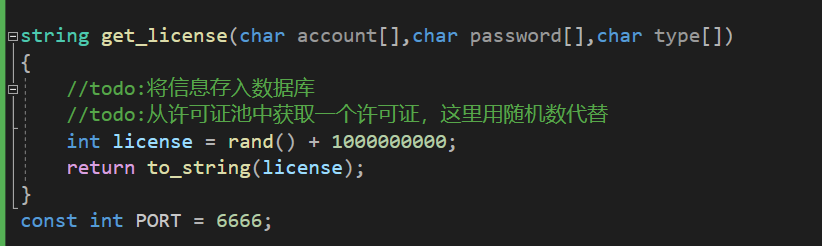 string get_license(char account[],char password[],char type[])
{
//todo:将信息存入数据库
//todo:从许可证池中获取一个许可证，这里用随机数代替
int license = rand() + 1000000000;
return to_string(license);
}
const int PORT = 6666;